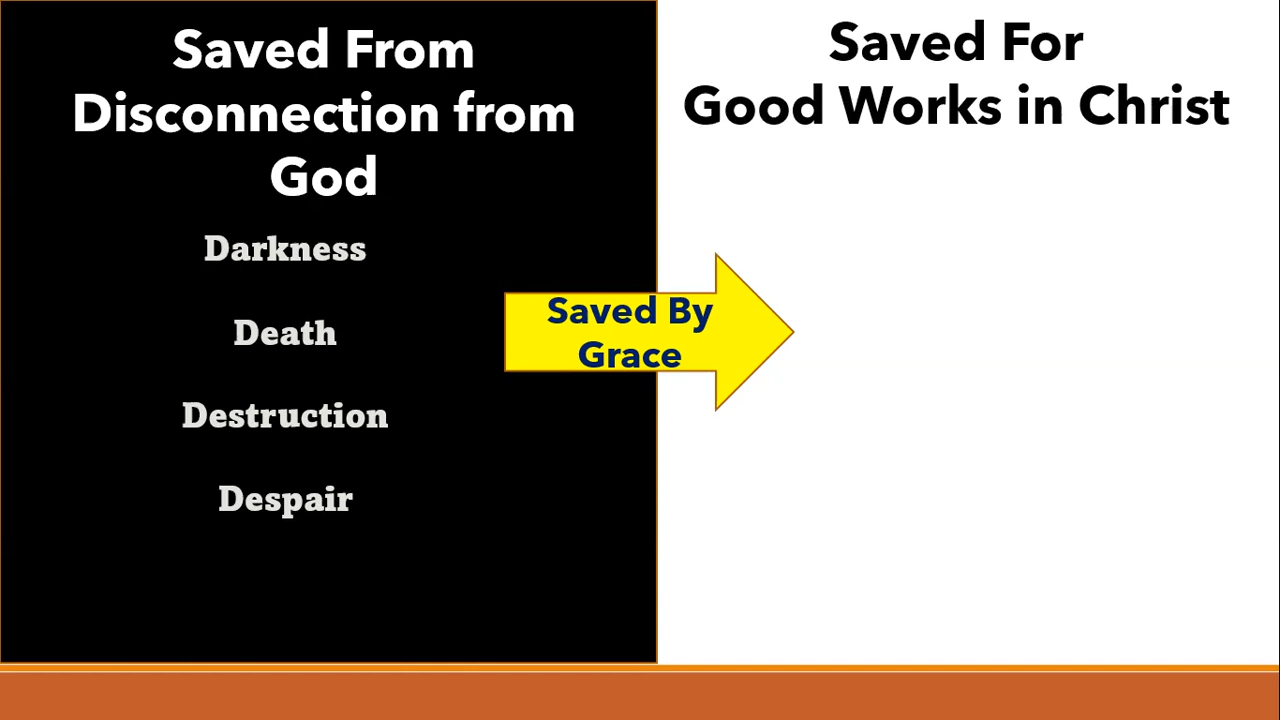 Saved From
Disconnection from
God
Darkness
Death
Destruction
Despair
Saved By
Grace
Saved For
Good Works in Christ